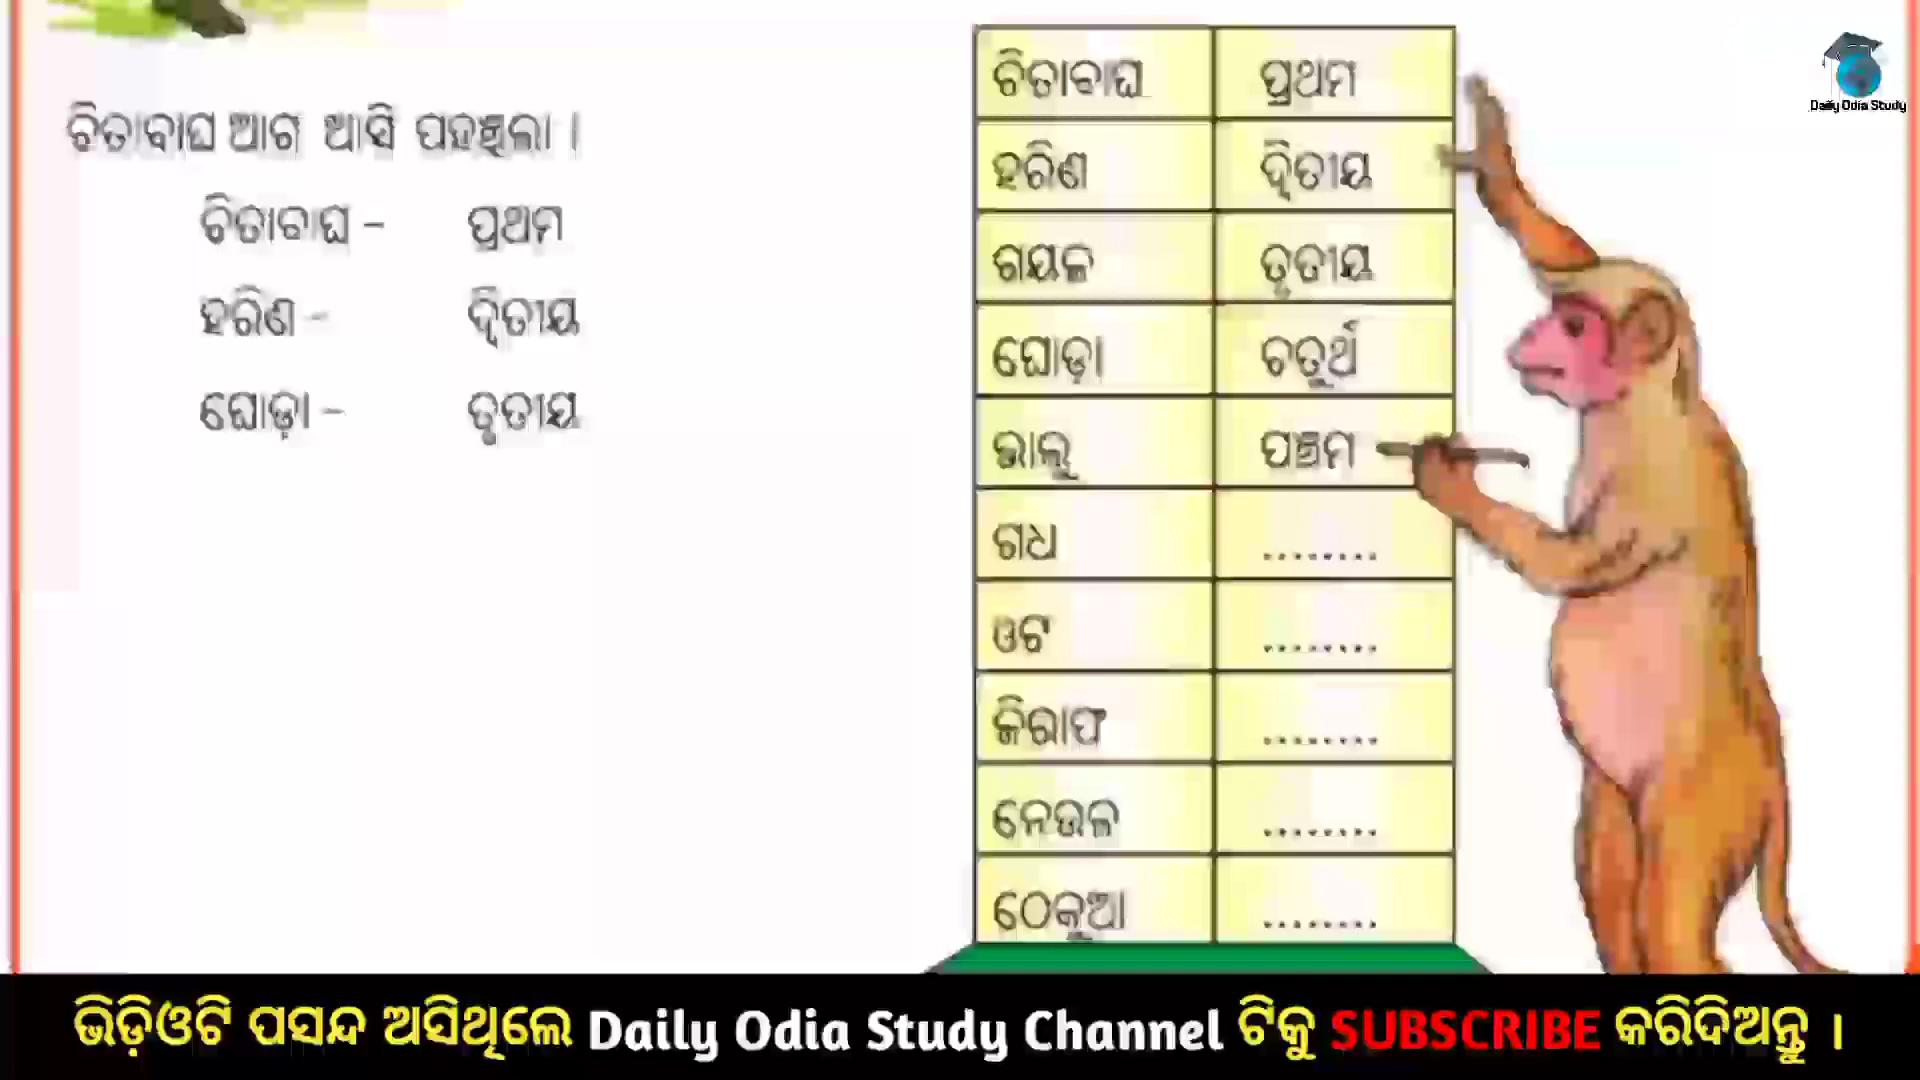 ଚିତାବାଘ ଆଗ ଆସି ପହଞ୍ଚିଲା ।
ଚିତାବାଘ – ପ୍ରଥମ
ହରିଣ – ଦ୍ୱିତୀୟ
ଘୋଡ଼ା – ତୃତୀୟ
ଚିତାବାଘ ପ୍ରଥମ
ହରିଣ ଦ୍ୱିତୀୟ
ଗୟଳ ତୃତୀୟ
ଘୋଡ଼ା ଚତୁର୍ଥ
ଭାଲୁ ପଞ୍ଚମ
ଗଧ ........
ଓଟ ........
ଜିରାଫ ........
ନେଉଳ ........
ଠେକୁଆ ........
Daily Odia Study
ଭିଡ଼ିଓଟି ପସନ୍ଦ ଅସିଥିଲେ Daily Odia Study Channel ଟିକୁ SUBSCRIBE କରିଦିଅନ୍ତୁ ।